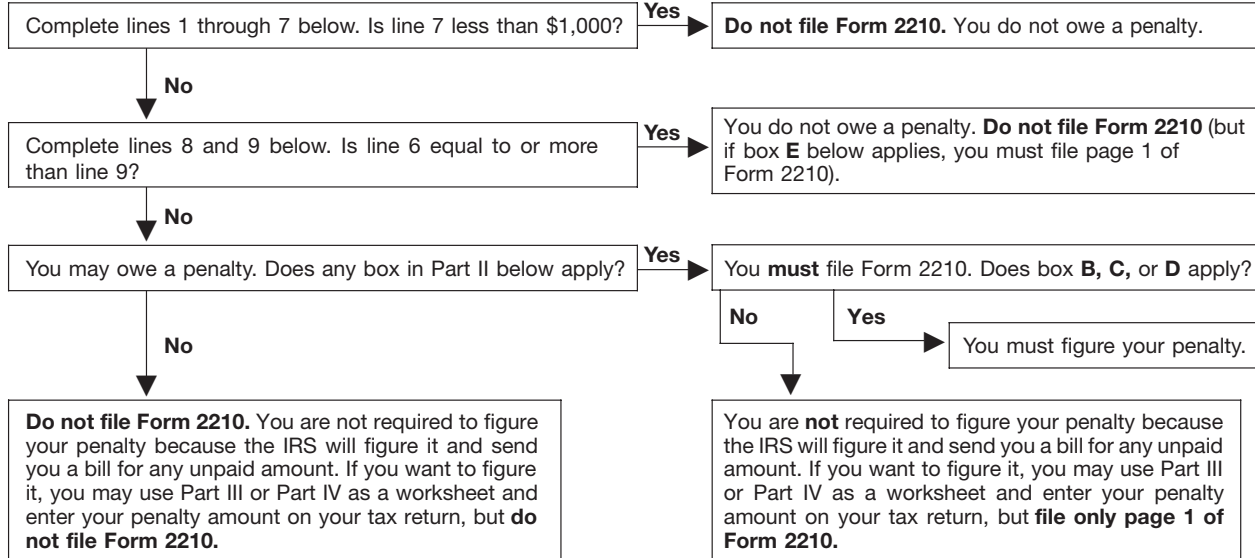 Complete lines 1 through 7 below. Is line 7 less than $1,000?
Yes
Do not file Form 2210. You do not owe a penalty.
No
Complete lines 8 and 9 below. Is line 6 equal to or more
than line 9?
Yes
You do not owe a penalty. Do not file Form 2210 (but
if box E below applies, you must file page 1 of
Form 2210).
No
You may owe a penalty. Does any box in Part II below apply?
Yes
You must file Form 2210. Does box B, C, or D apply?
No
Yes
You must figure your penalty.
No
Do not file Form 2210. You are not required to figure
your penalty because the IRS will figure it and send
you a bill for any unpaid amount. If you want to figure
it, you may use Part III or Part IV as a worksheet and
enter your penalty amount on your tax return, but do
not file Form 2210.
You are not required to figure your penalty because
the IRS will figure it and send you a bill for any unpaid
amount. If you want to figure it, you may use Part III
or Part IV as a worksheet and enter your penalty
amount on your tax return, but file only page 1 of
Form 2210.